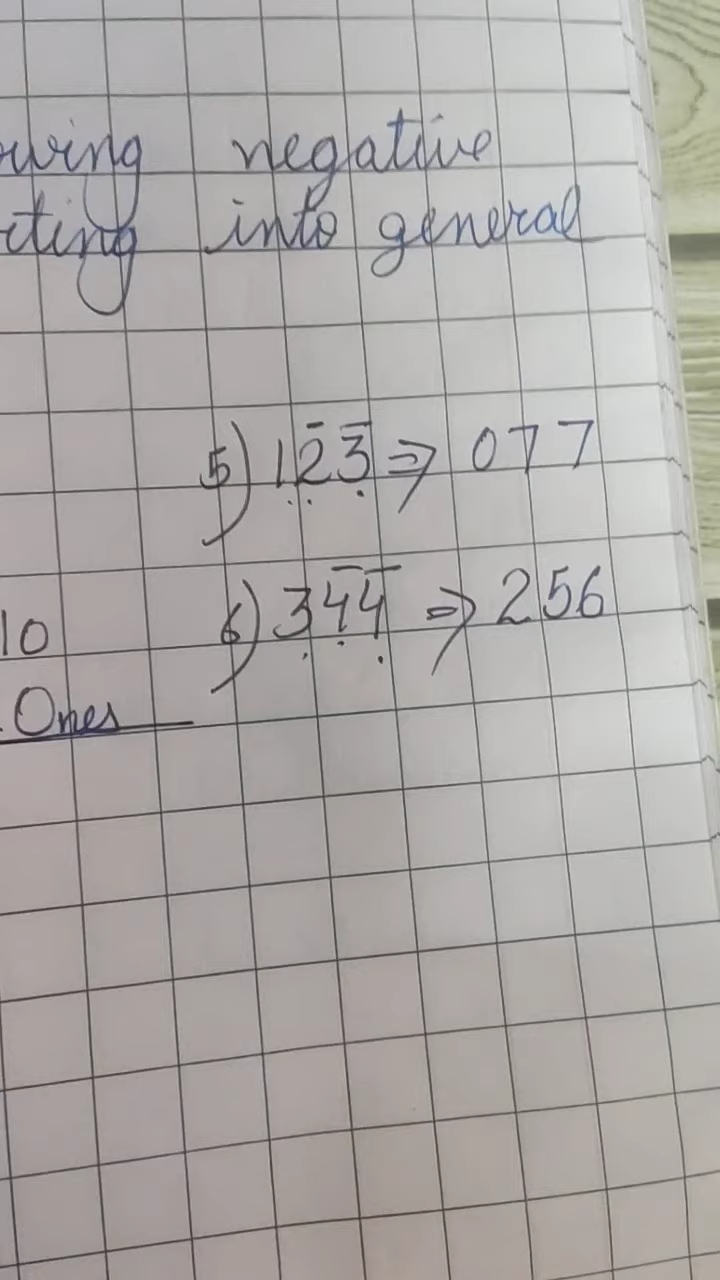 negative
into general
5) 12̄3̄ ⇒ 077
6) 34̄4̄ ⇒ 256
10
Ones